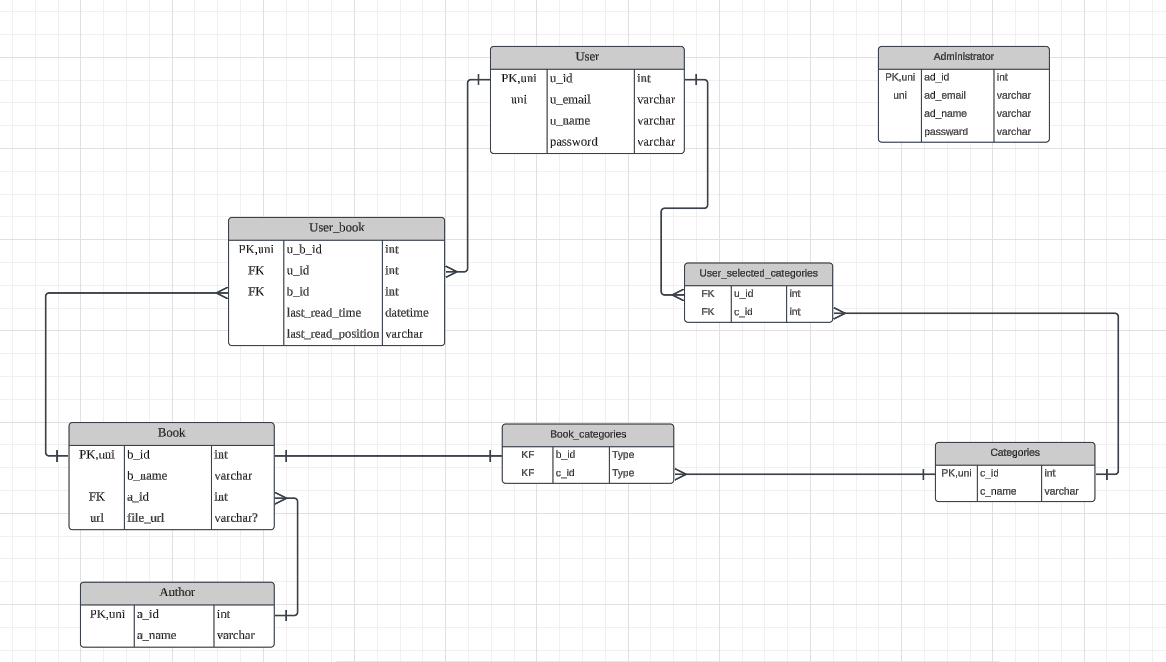 User
PK,uni u_id int
uni u_email varchar
u_name varchar
password varchar
Administrator
PK,uni ad_id int
uni ad_email varchar
ad_name varchar
passward varchar
User_book
PK,uni u_b_id int
FK u_id int
FK b_id int
last_read_time datetime
last_read_position varchar
User_selected_categories
FK u_id int
FK c_id int
Book
PK,uni b_id int
b_name varchar
FK a_id int
url file_url varchar?
Book_categories
KF b_id Type
KF c_id Type
Categories
PK,uni c_id int
c_name varchar
Author
PK,uni a_id int
a_name varchar